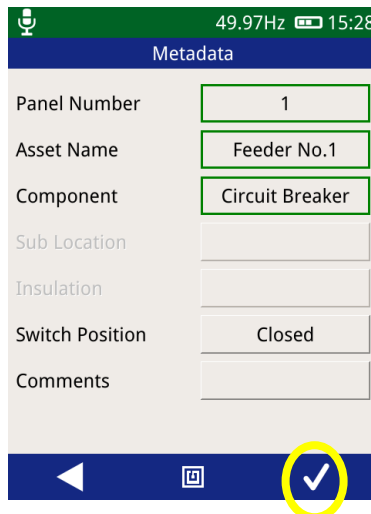 49.97Hz 15:28
Metadata
Panel Number 1
Asset Name Feeder No.1
Component Circuit Breaker
Sub Location
Insulation
Switch Position Closed
Comments